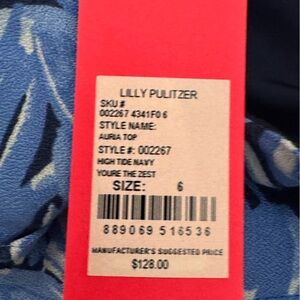 LILLY PULITZER
SKU #
002267 4341F0 6
STYLE NAME:
AURIA TOP
STYLE #: 002267
HIGH TIDE NAVY
YOURE THE ZEST
SIZE: 6
889069 516536
MANUFACTURER'S SUGGESTED PRICE
$128.00